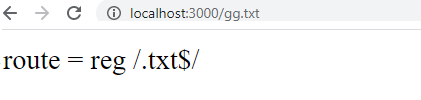 localhost:3000/gg.txt
route = reg /.txt$/